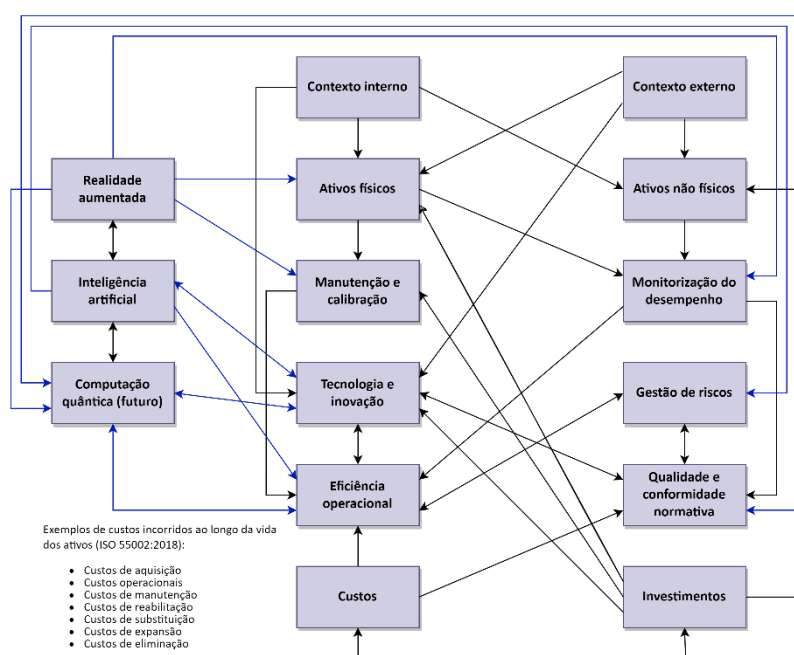 Contexto interno
Contexto externo
Realidade
aumentada
Ativos físicos
Ativos não físicos
Inteligência
artificial
Manutenção e
calibração
Monitorização do
desempenho
Computação
quântica (futuro)
Tecnologia e
inovação
Gestão de riscos
Eficiência
operacional
Qualidade e
conformidade
normativa
Exemplos de custos incorridos ao longo da vida
dos ativos (ISO 55002:2018):
• Custos de aquisição
• Custos operacionais
• Custos de manutenção
• Custos de reabilitação
• Custos de substituição
• Custos de expansão
• Custos de eliminação
Custos
Investimentos